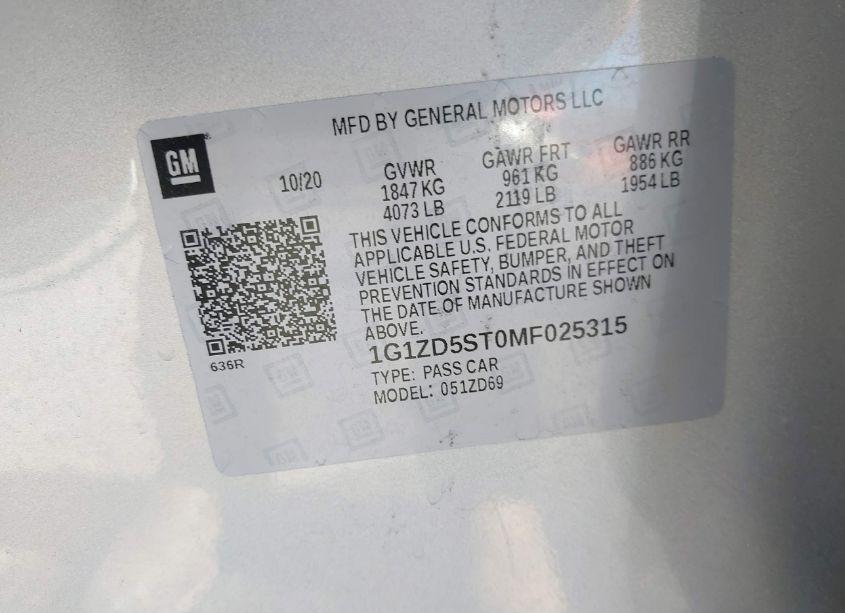 MFD BY GENERAL MOTORS LLC
GM
10/20
GVWR
1847 KG
4073 LB
GAWR FRT
961 KG
2119 LB
GAWR RR
886 KG
1954 LB
THIS VEHICLE CONFORMS TO ALL
APPLICABLE U.S. FEDERAL MOTOR
VEHICLE SAFETY, BUMPER, AND THEFT
PREVENTION STANDARDS IN EFFECT ON
THE DATE OF MANUFACTURE SHOWN
ABOVE.
636R
1G1ZD5ST0MF025315
TYPE: PASS CAR
MODEL: 051ZD69